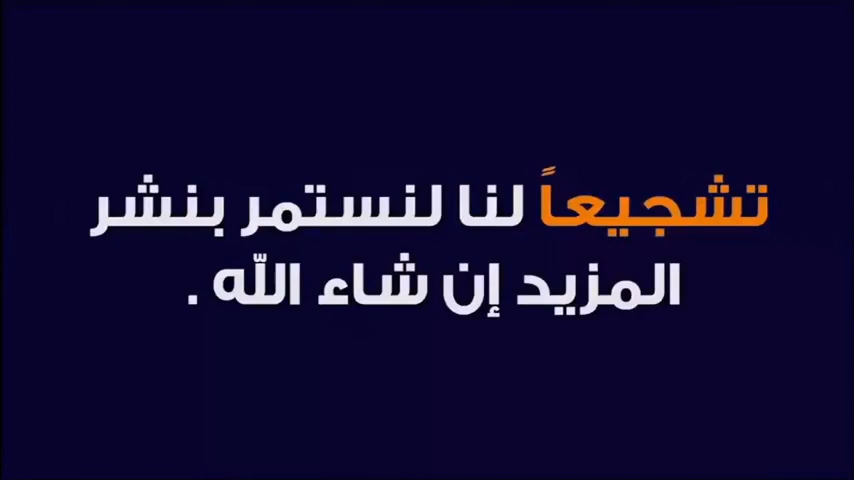 تشجيعاً لنا لنستمر بنشر
المزيد إن شاء الله .